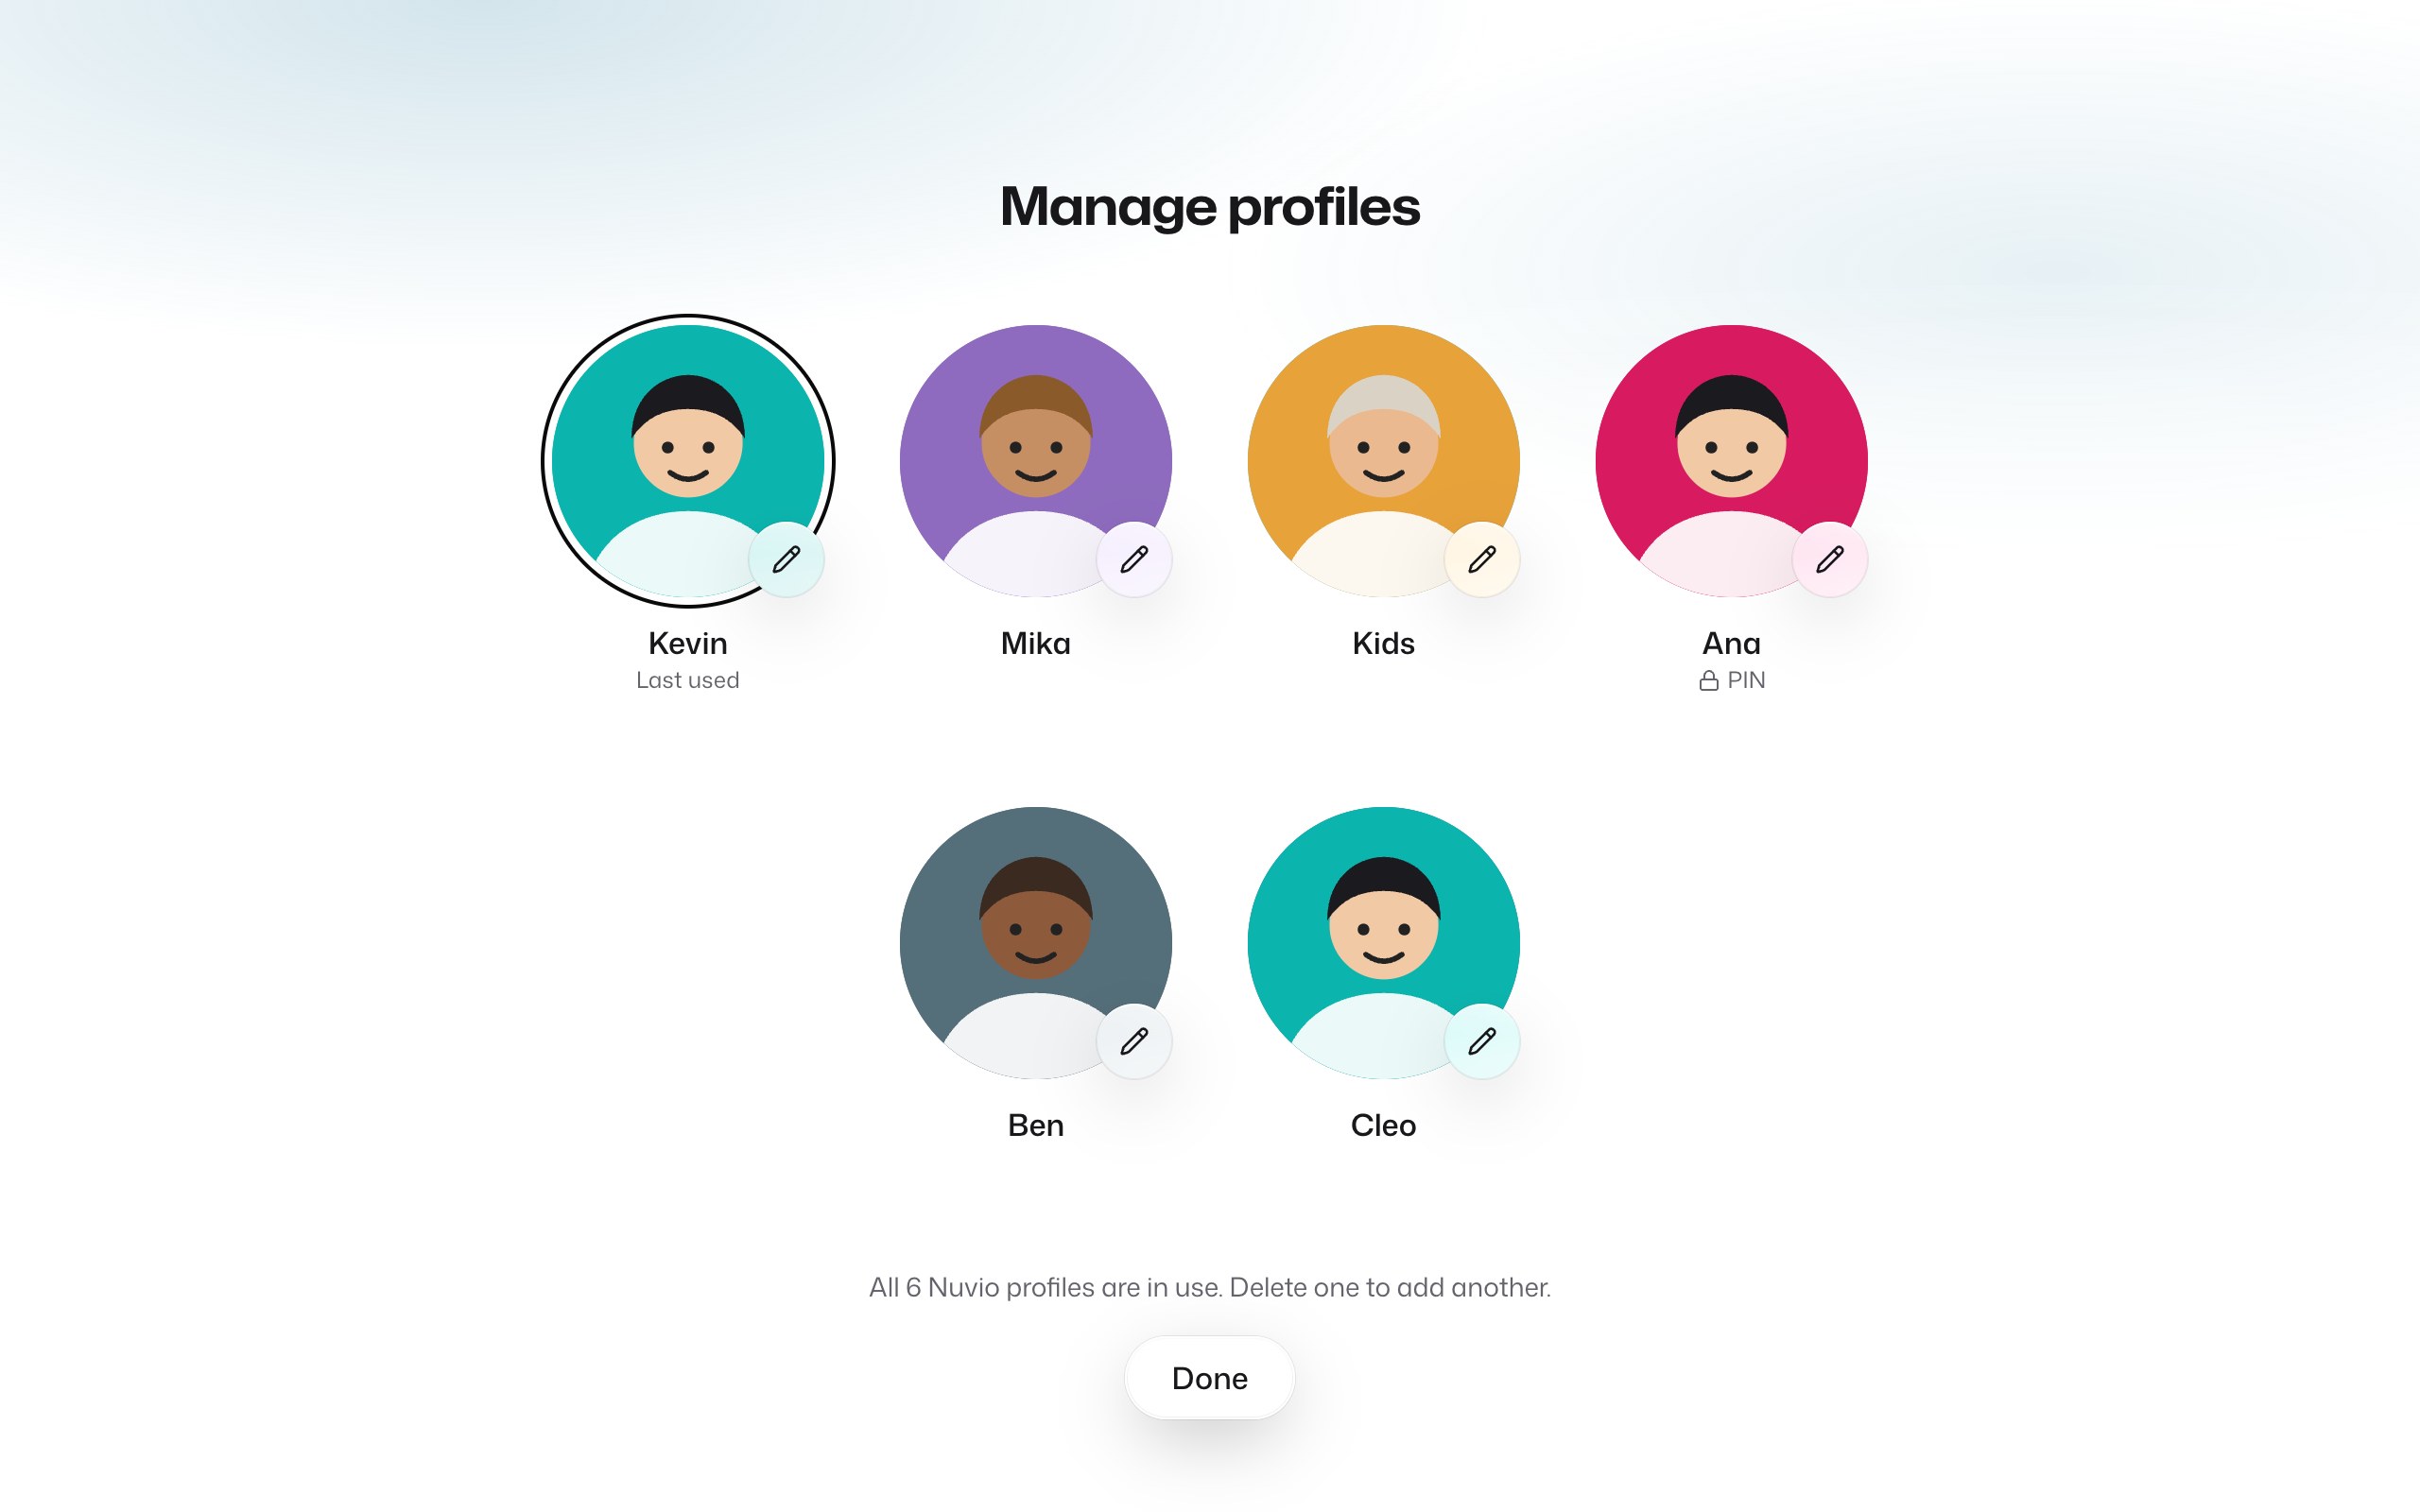 Manage profiles
Kevin
Last used
Mika
Kids
Ana
PIN
Ben
Cleo
All 6 Nuvio profiles are in use. Delete one to add another.
Done